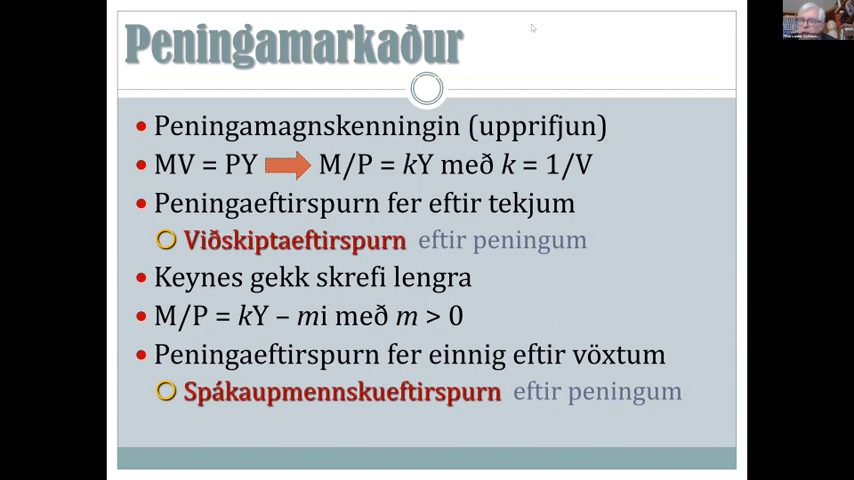 Peningamarkaður
Peningamagnskenningin (upprifjun)
MV = PY M/P = kY með k = 1/V
Peningaeftirspurn fer eftir tekjum
Viðskiptaeftirspurn eftir peningum
Keynes gekk skrefi lengra
M/P = kY – mi með m > 0
Peningaeftirspurn fer einnig eftir vöxtum
Spákaupmennskueftirspurn eftir peningum